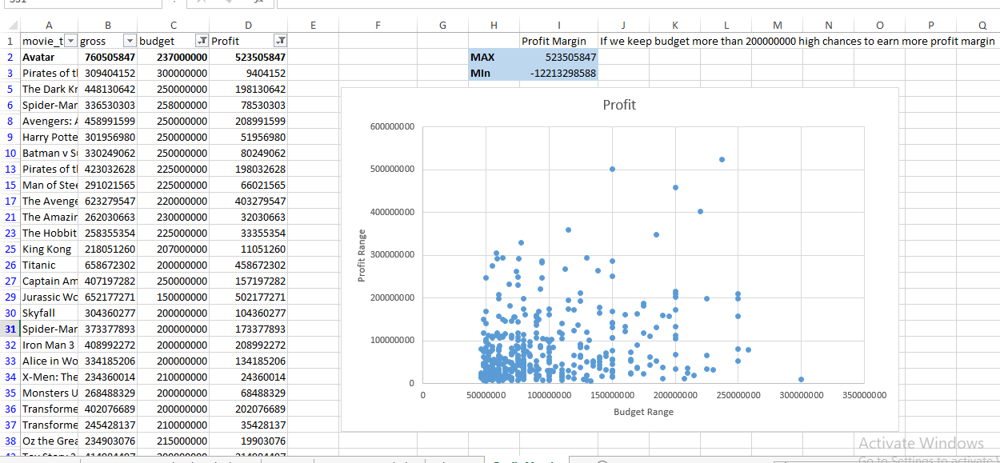 A B C D E F G H I J K L M N O P Q
1 movie_t gross budget Profit Profit Margin If we keep budget more than 200000000 high chances to earn more profit margin
2 Avatar 760505847 237000000 523505847 MAX 523505847
3 Pirates of tl 309404152 300000000 9404152 MIn -12213298588
5 The Dark Kr 448130642 250000000 198130642
6 Spider-Mar 336530303 258000000 78530303
8 Avengers: A 458991599 250000000 208991599
9 Harry Potte 301956980 250000000 51956980
10 Batman v Su 330249062 250000000 80249062
13 Pirates of tl 423032628 225000000 198032628
15 Man of Stee 291021565 225000000 66021565
17 The Avenge 623279547 220000000 403279547
21 The Amazir 262030663 230000000 32030663
23 The Hobbit 258355354 225000000 33355354
25 King Kong 218051260 207000000 11051260
26 Titanic 658672302 200000000 458672302
27 Captain Am 407197282 250000000 157197282
29 Jurassic Wo 652177271 150000000 502177271
30 Skyfall 304360277 200000000 104360277
31 Spider-Mar 373377893 200000000 173377893
32 Iron Man 3 408992272 200000000 208992272
33 Alice in Wo 334185206 200000000 134185206
34 X-Men: The 234360014 210000000 24360014
35 Monsters U 268488329 200000000 68488329
36 Transforme 402076689 200000000 202076689
37 Transforme 245428137 210000000 35428137
38 Oz the Grea 234903076 215000000 19903076
Profit
600000000
500000000
400000000
300000000
200000000
100000000
0
Profit Range
0 50000000 100000000 150000000 200000000 250000000 300000000 350000000
Budget Range
Activate Windows